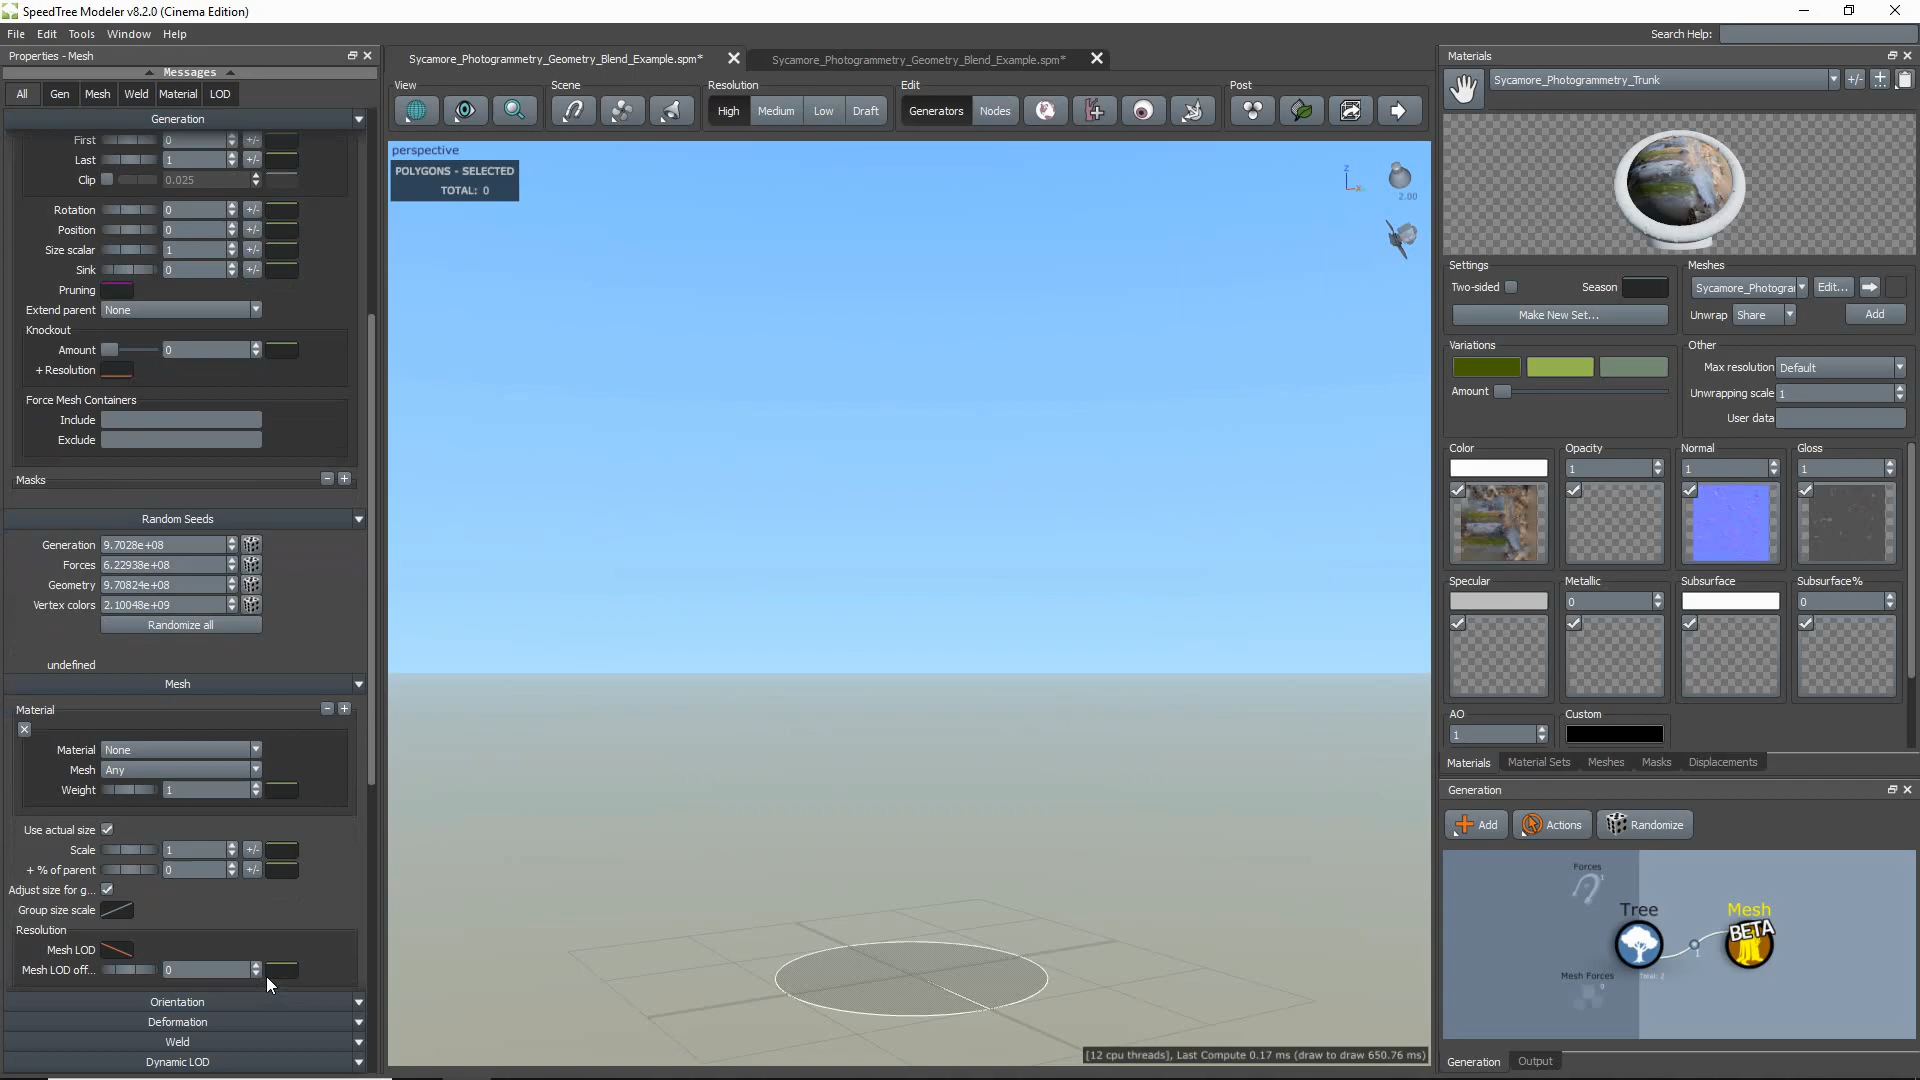 SpeedTree Modeler v8.2.0 (Cinema Edition)
File Edit Tools Window Help
Search Help:
Properties - Mesh
Messages
All Gen Mesh Weld Material LOD
Generation
First 0 +/-
Last 1 +/-
Clip 0.025
Rotation 0 +/-
Position 0 +/-
Size scalar 1 +/-
Sink 0 +/-
Pruning
Extend parent None
Knockout
Amount 0
+ Resolution
Force Mesh Containers
Include
Exclude
Masks - +
Random Seeds
Generation 9.7028e+08
Forces 6.22938e+08
Geometry 9.70824e+08
Vertex colors 2.10048e+09
Randomize all
undefined
Mesh
Material - +
Material None
Mesh Any
Weight 1
Use actual size
Scale 1 +/-
+ % of parent 0 +/-
Adjust size for g...
Group size scale
Resolution
Mesh LOD
Mesh LOD off... 0
Orientation
Deformation
Weld
Dynamic LOD
Sycamore_Photogrammetry_Geometry_Blend_Example.spm*
Sycamore_Photogrammetry_Geometry_Blend_Example.spm*
View Scene Resolution Edit Post
High Medium Low Draft Generators Nodes
perspective
POLYGONS - SELECTED
TOTAL: 0
z
x
2.00
[12 cpu threads], Last Compute 0.17 ms (draw to draw 650.76 ms)
Materials
Sycamore_Photogrammetry_Trunk +/-
Settings
Two-sided Season
Make New Set...
Meshes
Sycamore_Photogra Edit...
Unwrap Share Add
Variations
Amount
Other
Max resolution Default
Unwrapping scale 1
User data
Color Opacity Normal Gloss
1 1 1
Specular Metallic Subsurface Subsurface%
0 0
AO Custom
1
Materials Material Sets Meshes Masks Displacements
Generation
Add Actions Randomize
Forces
1
Tree Mesh
BETA
1
Mesh Forces
0
Total: 2
Generation Output